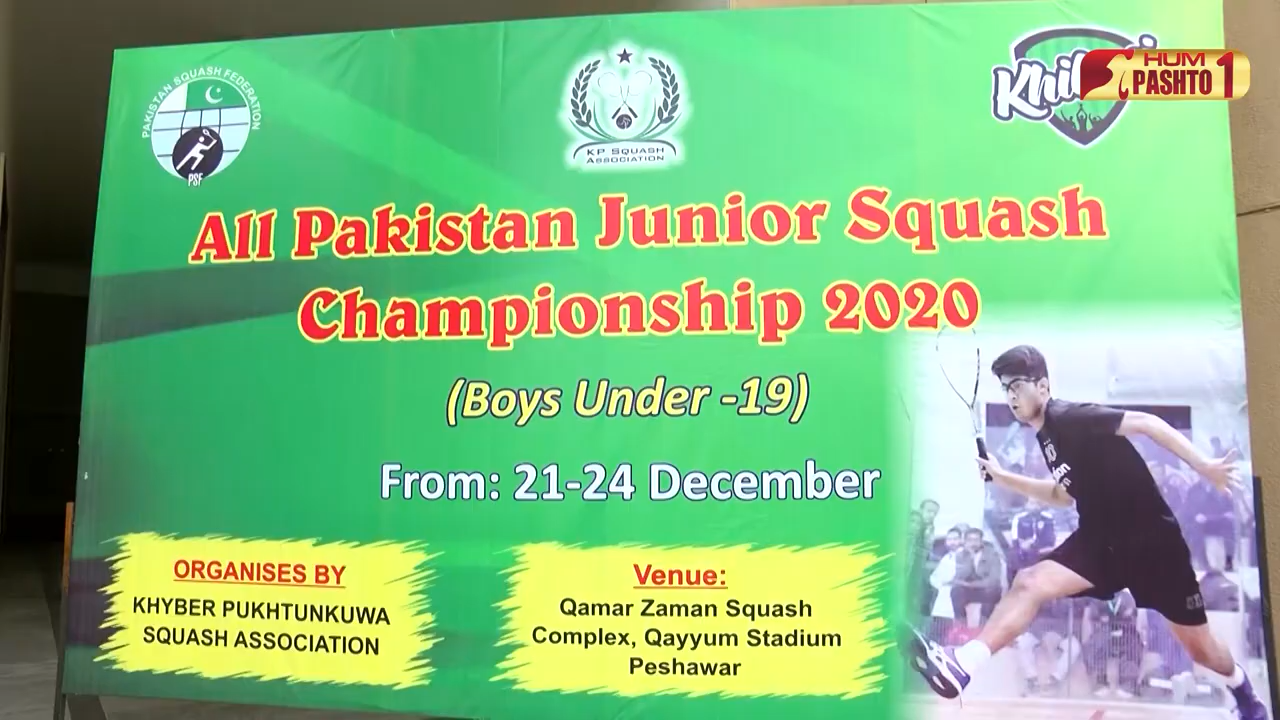 PAKISTAN SQUASH FEDERATION
PSF
KP SQUASH
ASSOCIATION
HUM
PASHTO 1
All Pakistan Junior Squash
Championship 2020
(Boys Under -19)
From: 21-24 December
ORGANISES BY
KHYBER PUKHTUNKUWA
SQUASH ASSOCIATION
Venue:
Qamar Zaman Squash
Complex, Qayyum Stadium
Peshawar